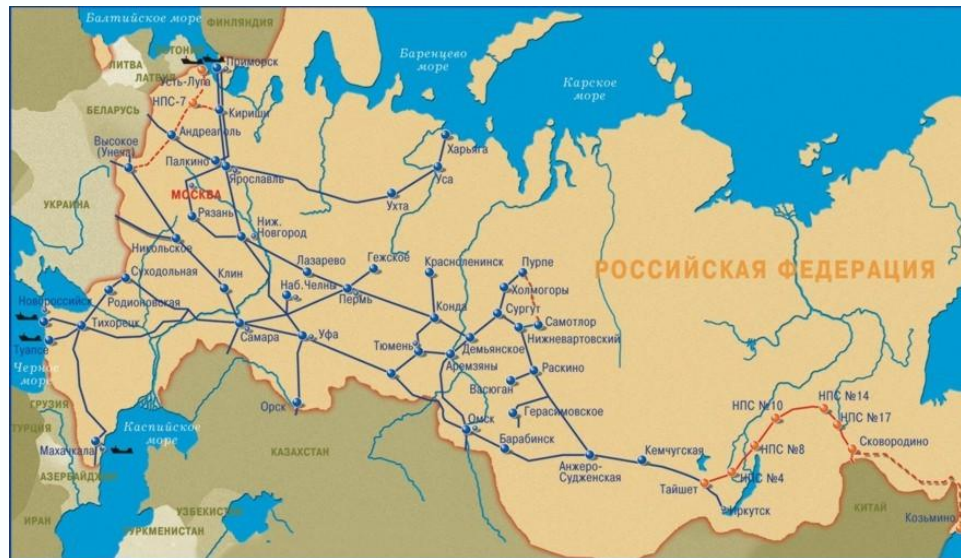 Балтийское море
ФИНЛЯНДИЯ
ЭСТОНИЯ
ЛИТВА
ЛАТВИЯ
Приморск
Усть-Луга
Баренцево
море
Карское
море
НПС-7
Кириши
БЕЛАРУСЬ
Андреаполь
Высокое
(Унеча)
Палкино
Ярославль
Харьяга
Уса
Ухта
МОСКВА
УКРАИНА
Рязань
Ниж.
Новгород
Никольское
Лазарево
Гежское
Красноленинск
Пурпе
РОССИЙСКАЯ ФЕДЕРАЦИЯ
Суходольная
Клин
Наб.Челны
Пермь
Холмогоры
Новороссийск
Родионовская
Конда
Сургут
Самотлор
Тихорецк
Самара
Уфа
Тюмень
Демьянское
Нижневартовский
Туапсе
Аремзяны
Черное
море
Раскино
Васюган
ГРУЗИЯ
Орск
Герасимовское
НПС №10
НПС №14
НПС №17
ТУРЦИЯ
Каспийское
море
Омск
Махачкала
КАЗАХСТАН
Барабинск
НПС №8
Сковородино
Кемчугская
Анжеро-
Судженская
АЗЕРБАЙДЖАН
Тайшет
НПС №4
УЗБЕКИСТАН
Иркутск
КИТАЙ
ИРАН
ТУРКМЕНИСТАН
Козьмино